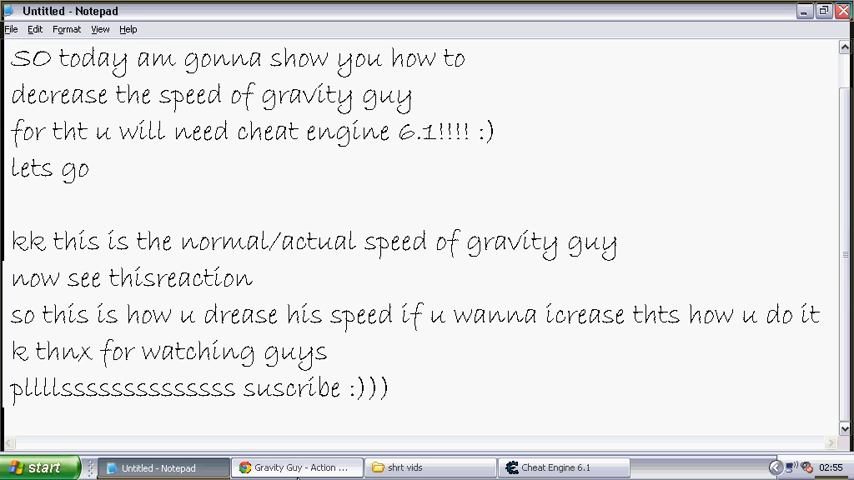 Untitled - Notepad
File Edit Format View Help
SO today am gonna show you how to
decrease the speed of gravity guy
for tht u will need cheat engine 6.1!!!! :)
lets go
kk this is the normal/actual speed of gravity guy
now see thisreaction
so this is how u drease his speed if u wanna icrease thts how u do it
k thnx for watching guys
pllllssssssssssssss suscribe :)))
start Untitled - Notepad Gravity Guy - Action ... shrt vids Cheat Engine 6.1 02:55